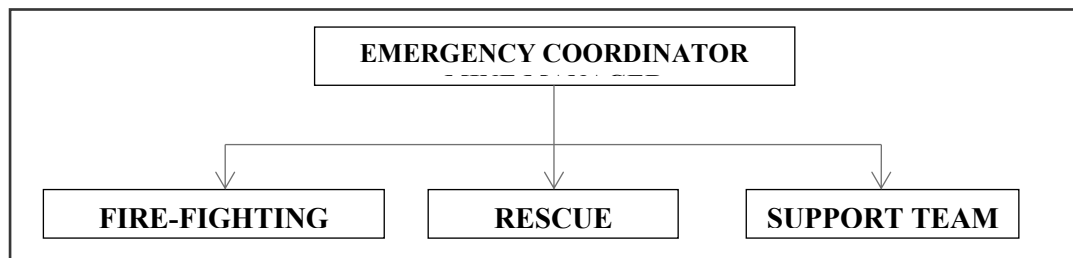 EMERGENCY COORDINATOR
FIRE-FIGHTING
RESCUE
SUPPORT TEAM